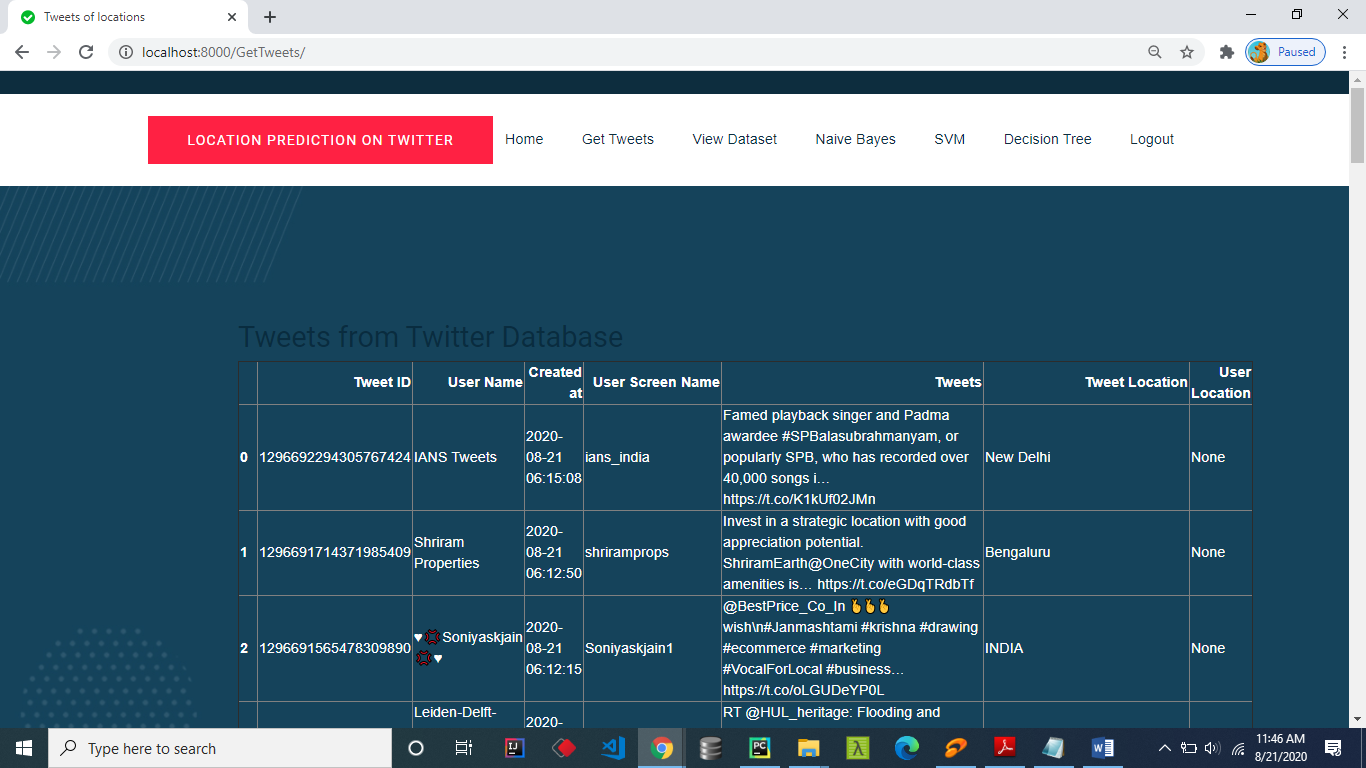 Tweets of locations
localhost:8000/GetTweets/
Paused
LOCATION PREDICTION ON TWITTER
Home
Get Tweets
View Dataset
Naive Bayes
SVM
Decision Tree
Logout
Tweets from Twitter Database
Tweet ID
User Name
Created
at
User Screen Name
Tweets
Tweet Location
User
Location
0
1296692294305767424
IANS Tweets
2020-
08-21
06:15:08
ians_india
Famed playback singer and Padma
awardee #SPBalasubrahmanyam, or
popularly SPB, who has recorded over
40,000 songs i…
https://t.co/K1kUf02JMn
New Delhi
None
1
1296691714371985409
Shriram
Properties
2020-
08-21
06:12:50
shriramprops
Invest in a strategic location with good
appreciation potential.
ShriramEarth@OneCity with world-class
amenities is… https://t.co/eGDqTRdbTf
Bengaluru
None
2
1296691565478309890
♥💢Soniyaskjain
💢♥
2020-
08-21
06:12:15
Soniyaskjain1
@BestPrice_Co_In 🤞🤞🤞
wish\n#Janmashtami #krishna #drawing
#ecommerce #marketing
#VocalForLocal #business…
https://t.co/oLGUDeYP0L
INDIA
None
Leiden-Delft-
2020-
RT @HUL_heritage: Flooding and
Type here to search
11:46 AM
8/21/2020